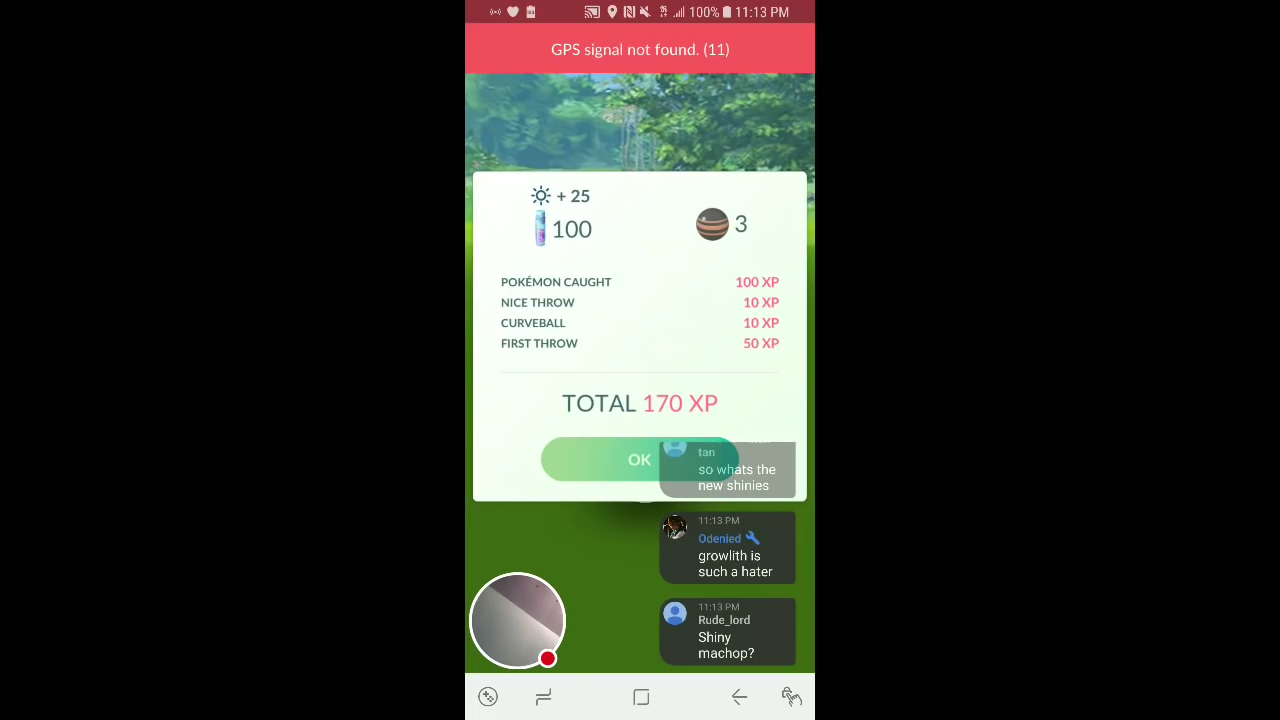 100% 11:13 PM
GPS signal not found. (11)
+ 25
100
3
POKÉMON CAUGHT 100 XP
NICE THROW 10 XP
CURVEBALL 10 XP
FIRST THROW 50 XP
TOTAL 170 XP
OK
tan
so whats the
new shinies
11:13 PM
Odenied
growlith is
such a hater
11:13 PM
Rude_lord
Shiny
machop?